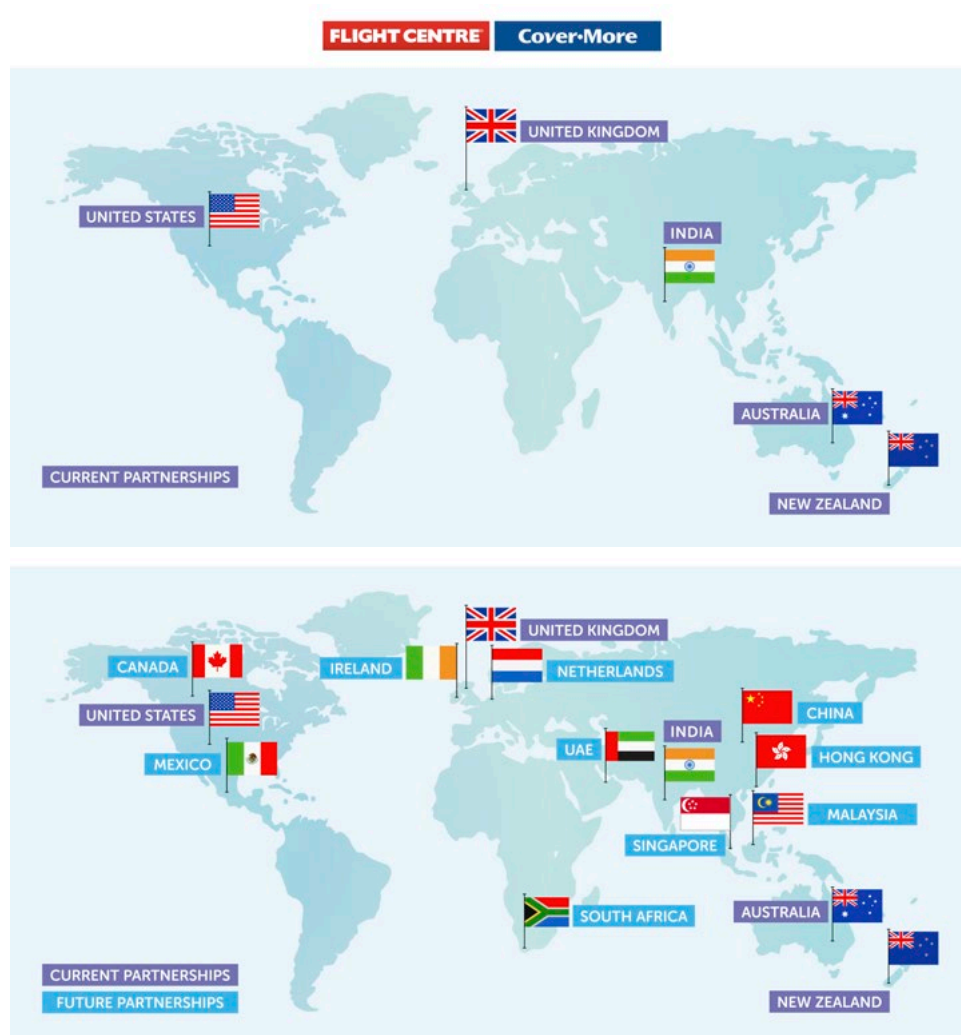 FLIGHT CENTRE Cover•More
UNITED KINGDOM
UNITED STATES
INDIA
AUSTRALIA
CURRENT PARTNERSHIPS
NEW ZEALAND
UNITED KINGDOM
CANADA
IRELAND
NETHERLANDS
UNITED STATES
CHINA
INDIA
UAE
MEXICO
HONG KONG
MALAYSIA
SINGAPORE
SOUTH AFRICA
AUSTRALIA
CURRENT PARTNERSHIPS
FUTURE PARTNERSHIPS
NEW ZEALAND